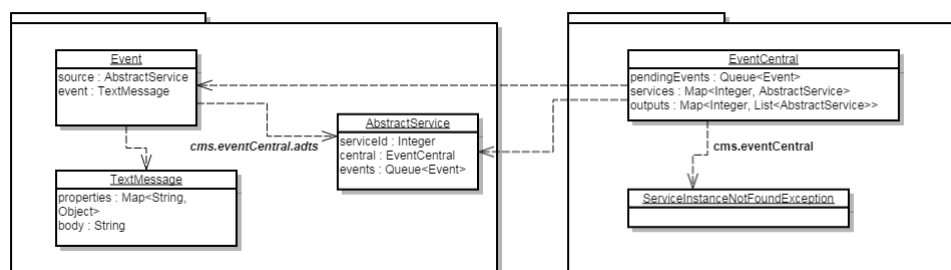 Event
source : AbstractService
event : TextMessage
AbstractService
serviceId : Integer
central : EventCentral
events : Queue<Event>
cms.eventCentral.adts
TextMessage
properties : Map<String,
Object>
body : String
EventCentral
pendingEvents : Queue<Event>
services : Map<Integer, AbstractService>
outputs : Map<Integer, List<AbstractService>>
cms.eventCentral
ServiceInstanceNotFoundException